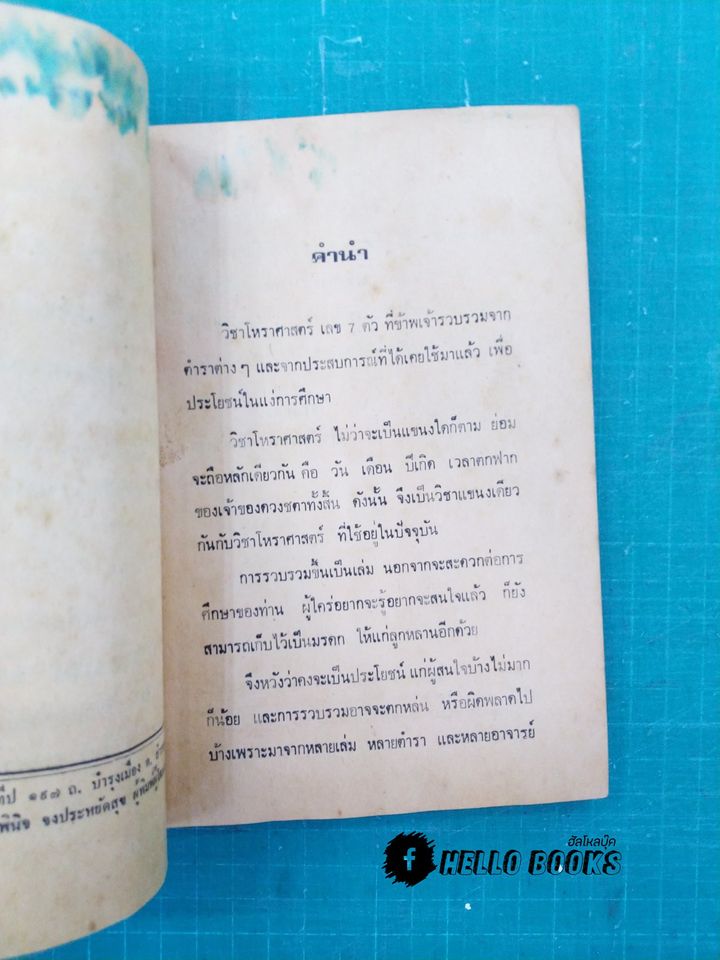 คำนำ
วิชาโหราศาสตร์ เลข 7 ตัว ที่ข้าพเจ้ารวบรวมจาก
ตำราต่างๆ และจากประสบการณ์ที่ได้เคยใช้มาแล้ว เพื่อ
ประโยชน์ในแง่การศึกษา
วิชาโหราศาสตร์ ไม่ว่าจะเป็นแขนงใดก็ตาม ย่อม
จะถือหลักเดียวกัน คือ วัน เดือน ปีเกิด เวลาตกฟาก
ของเจ้าของดวงชตาทั้งสิ้น ดังนั้น จึงเป็นวิชาแขนงเดียว
กันกับวิชาโหราศาสตร์ ที่ใช้อยู่ในปัจจุบัน
การรวบรวมขึ้นเป็นเล่ม นอกจากจะสะดวกต่อการ
ศึกษาของท่าน ผู้ใคร่อยากจะรู้อยากจะสนใจแล้ว ก็ยัง
สามารถเก็บไว้เป็นมรดก ให้แก่ลูกหลานอีกด้วย
จึงหวังว่าคงจะเป็นประโยชน์ แก่ผู้สนใจบ้างไม่มาก
ก็น้อย และการรวบรวมอาจจะตกหล่น หรือผิดพลาดไป
บ้างเพราะมาจากหลายเล่ม หลายตำรา และหลายอาจารย์
๑๙๗ ถ. บำรุงเมือง
พินิจ จงประหยัดสุข
ฮัลโหลบุ๊ค
f HELLO BOOKS